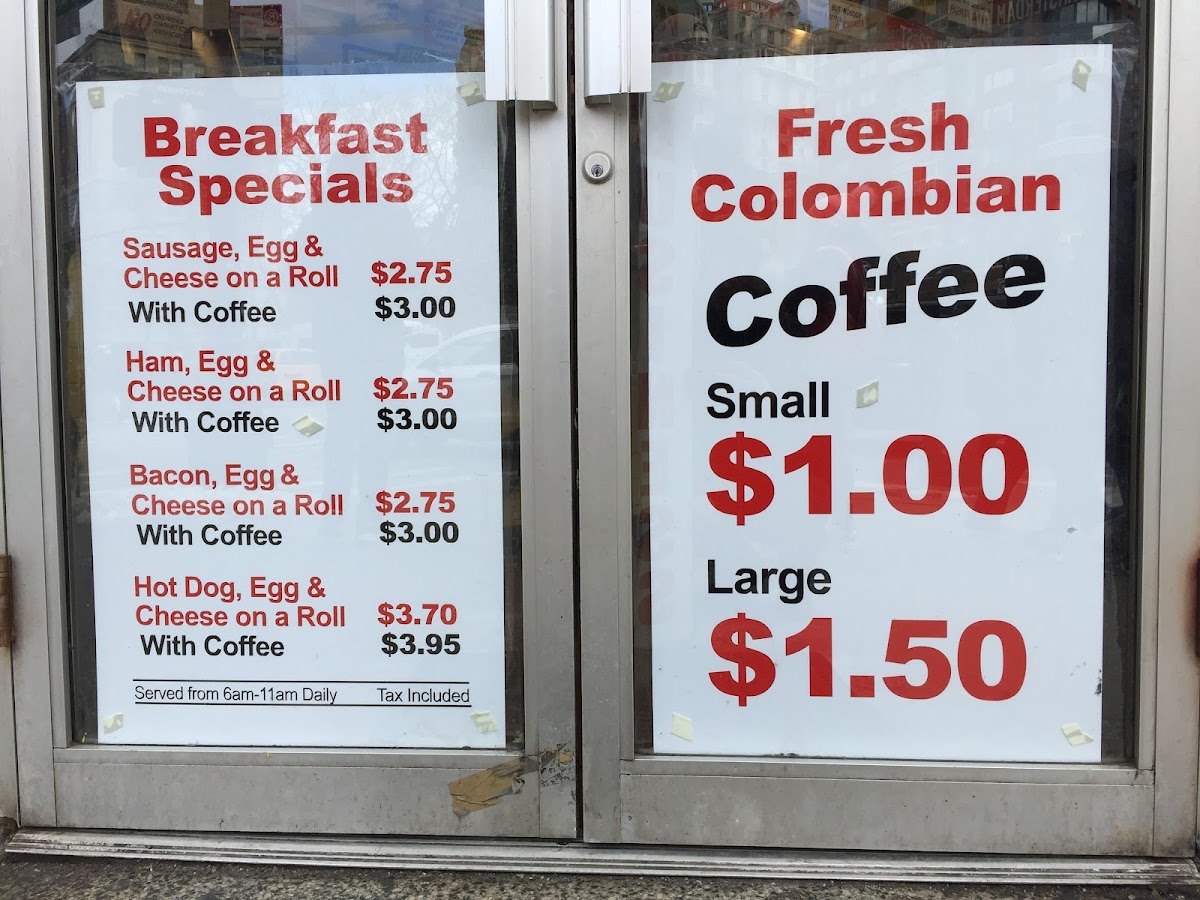 Breakfast
Specials
Sausage, Egg &
Cheese on a Roll $2.75
With Coffee $3.00
Ham, Egg &
Cheese on a Roll $2.75
With Coffee $3.00
Bacon, Egg &
Cheese on a Roll $2.75
With Coffee $3.00
Hot Dog, Egg &
Cheese on a Roll $3.70
With Coffee $3.95
Served from 6am-11am Daily Tax Included
Fresh
Colombian
Coffee
Small
$1.00
Large
$1.50